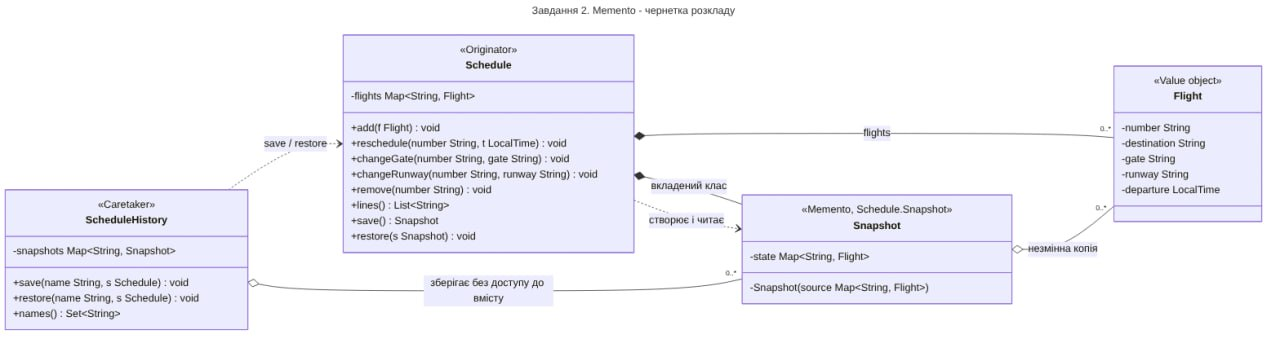 Завдання 2. Memento - чернетка розкладу
«Originator»
Schedule
-flights Map<String, Flight>
+add(f Flight) : void
+reschedule(number String, t LocalTime) : void
+changeGate(number String, gate String) : void
+changeRunway(number String, runway String) : void
+remove(number String) : void
+lines() : List<String>
+save() : Snapshot
+restore(s Snapshot) : void
«Value object»
Flight
-number String
-destination String
-gate String
-runway String
-departure LocalTime
save / restore
flights
0..*
вкладений клас
створює і читає
«Caretaker»
ScheduleHistory
-snapshots Map<String, Snapshot>
+save(name String, s Schedule) : void
+restore(name String, s Schedule) : void
+names() : Set<String>
«Memento, Schedule.Snapshot»
Snapshot
-state Map<String, Flight>
-Snapshot(source Map<String, Flight>)
0..*
незмінна копія
зберігає без доступу до
вмісту
0..*